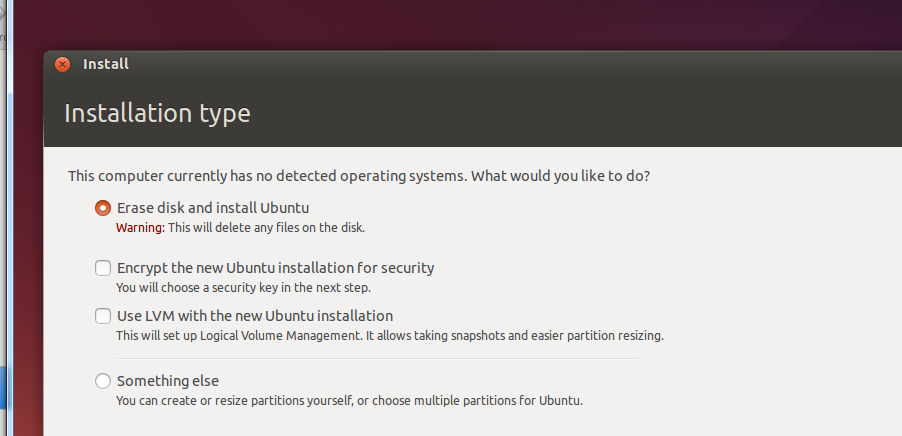 Install
Installation type
This computer currently has no detected operating systems. What would you like to do?
Erase disk and install Ubuntu
Warning: This will delete any files on the disk.
Encrypt the new Ubuntu installation for security
You will choose a security key in the next step.
Use LVM with the new Ubuntu installation
This will set up Logical Volume Management. It allows taking snapshots and easier partition resizing.
Something else
You can create or resize partitions yourself, or choose multiple partitions for Ubuntu.